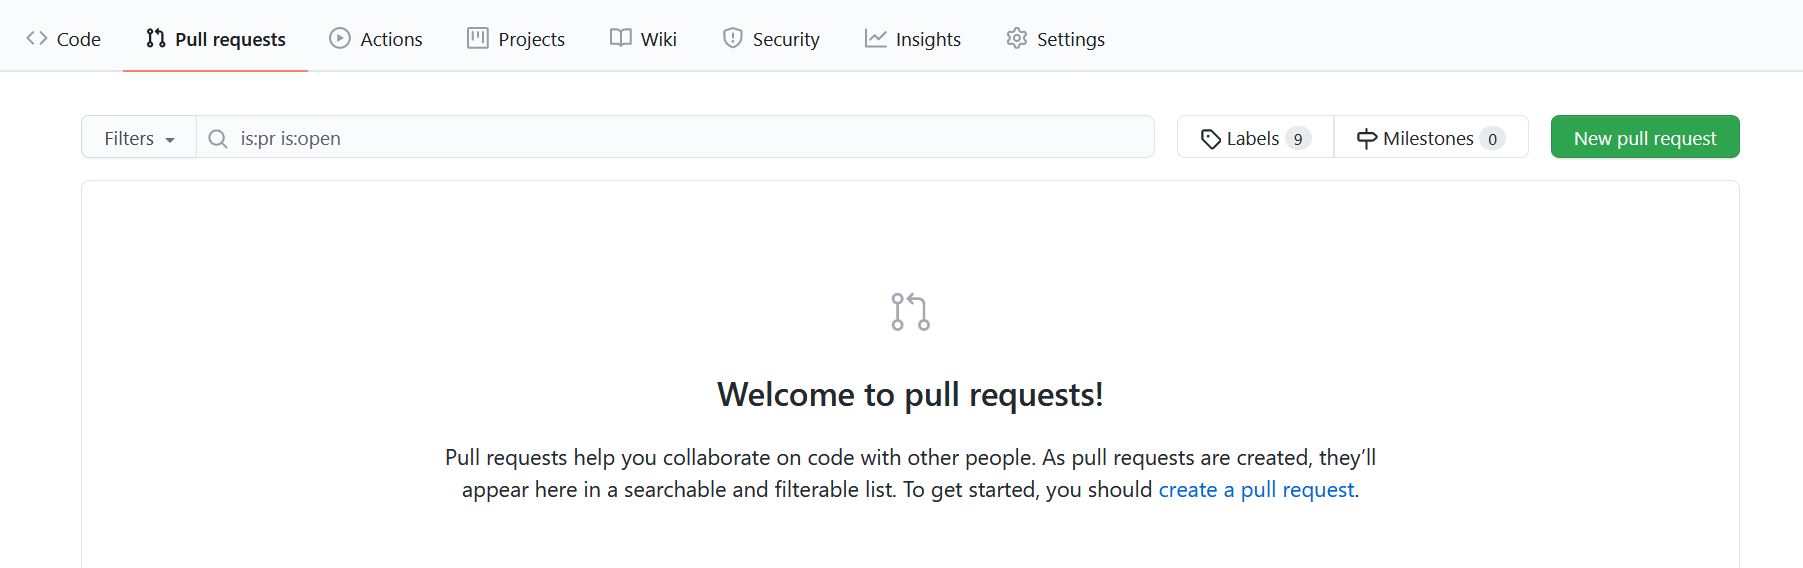 Code Pull requests Actions Projects Wiki Security Insights Settings
Filters is:pr is:open Labels 9 Milestones 0 New pull request
Welcome to pull requests!
Pull requests help you collaborate on code with other people. As pull requests are created, they’ll
appear here in a searchable and filterable list. To get started, you should create a pull request.